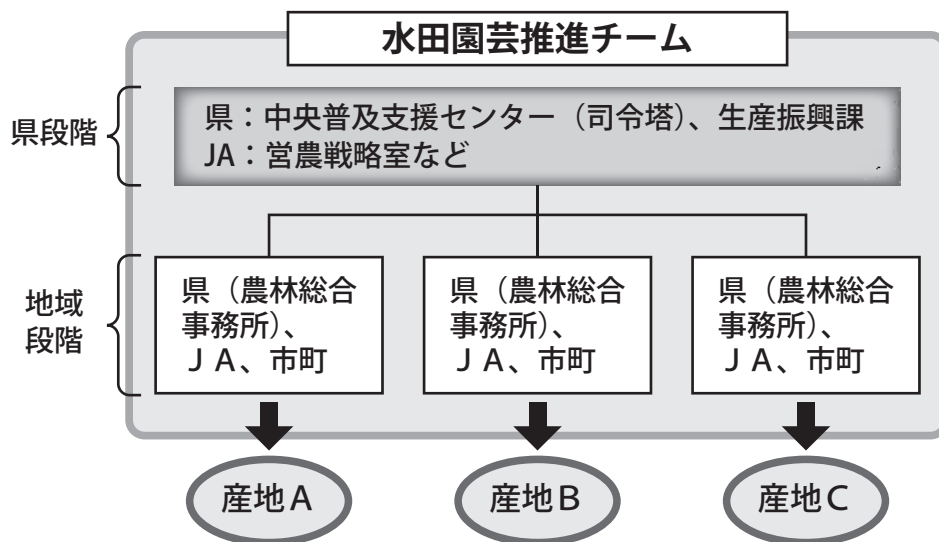 水田園芸推進チーム
県段階
県：中央普及支援センター（司令塔）、生産振興課
JA：営農戦略室など
地域
段階
県（農林総合
事務所）、
ＪＡ、市町
県（農林総合
事務所）、
ＪＡ、市町
県（農林総合
事務所）、
ＪＡ、市町
産地A
産地B
産地C